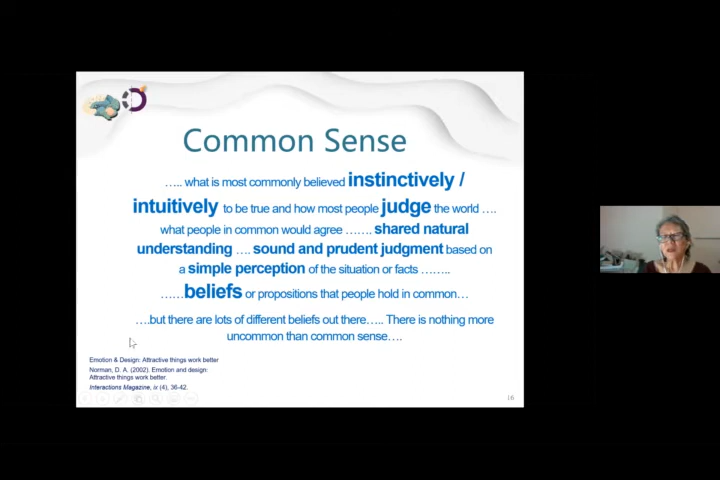 Common Sense
….. what is most commonly believed instinctively /
intuitively to be true and how most people judge the world ….
what people in common would agree ……. shared natural
understanding …. sound and prudent judgment based on
a simple perception of the situation or facts ……..
……beliefs or propositions that people hold in common…
….but there are lots of different beliefs out there….. There is nothing more
uncommon than common sense….
Emotion & Design: Attractive things work better
Norman, D. A. (2002). Emotion and design:
Attractive things work better.
Interactions Magazine, ix (4), 36-42.
16